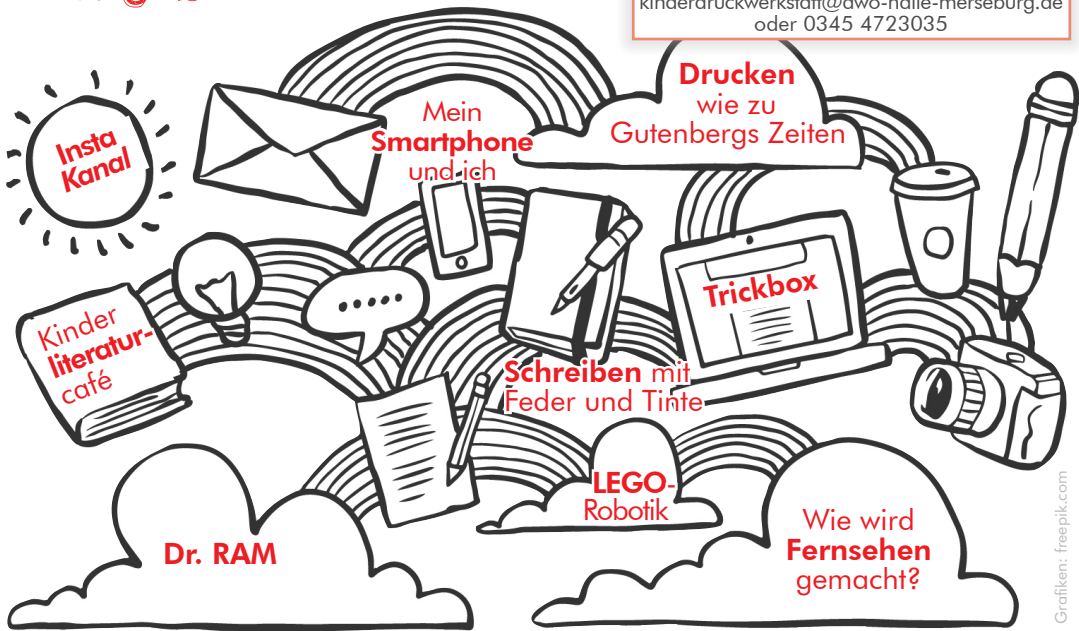 kinderdruckwerkstatt@awo-halle-merseburg.de
oder 0345 4723035
Insta
Kanal
Mein
Smartphone
und ich
Drucken
wie zu
Gutenbergs Zeiten
Kinder
literatur-
café
Trickbox
Schreiben mit
Feder und Tinte
LEGO-
Robotik
Dr. RAM
Wie wird
Fernsehen
gemacht?
Grafiken: freepik.com